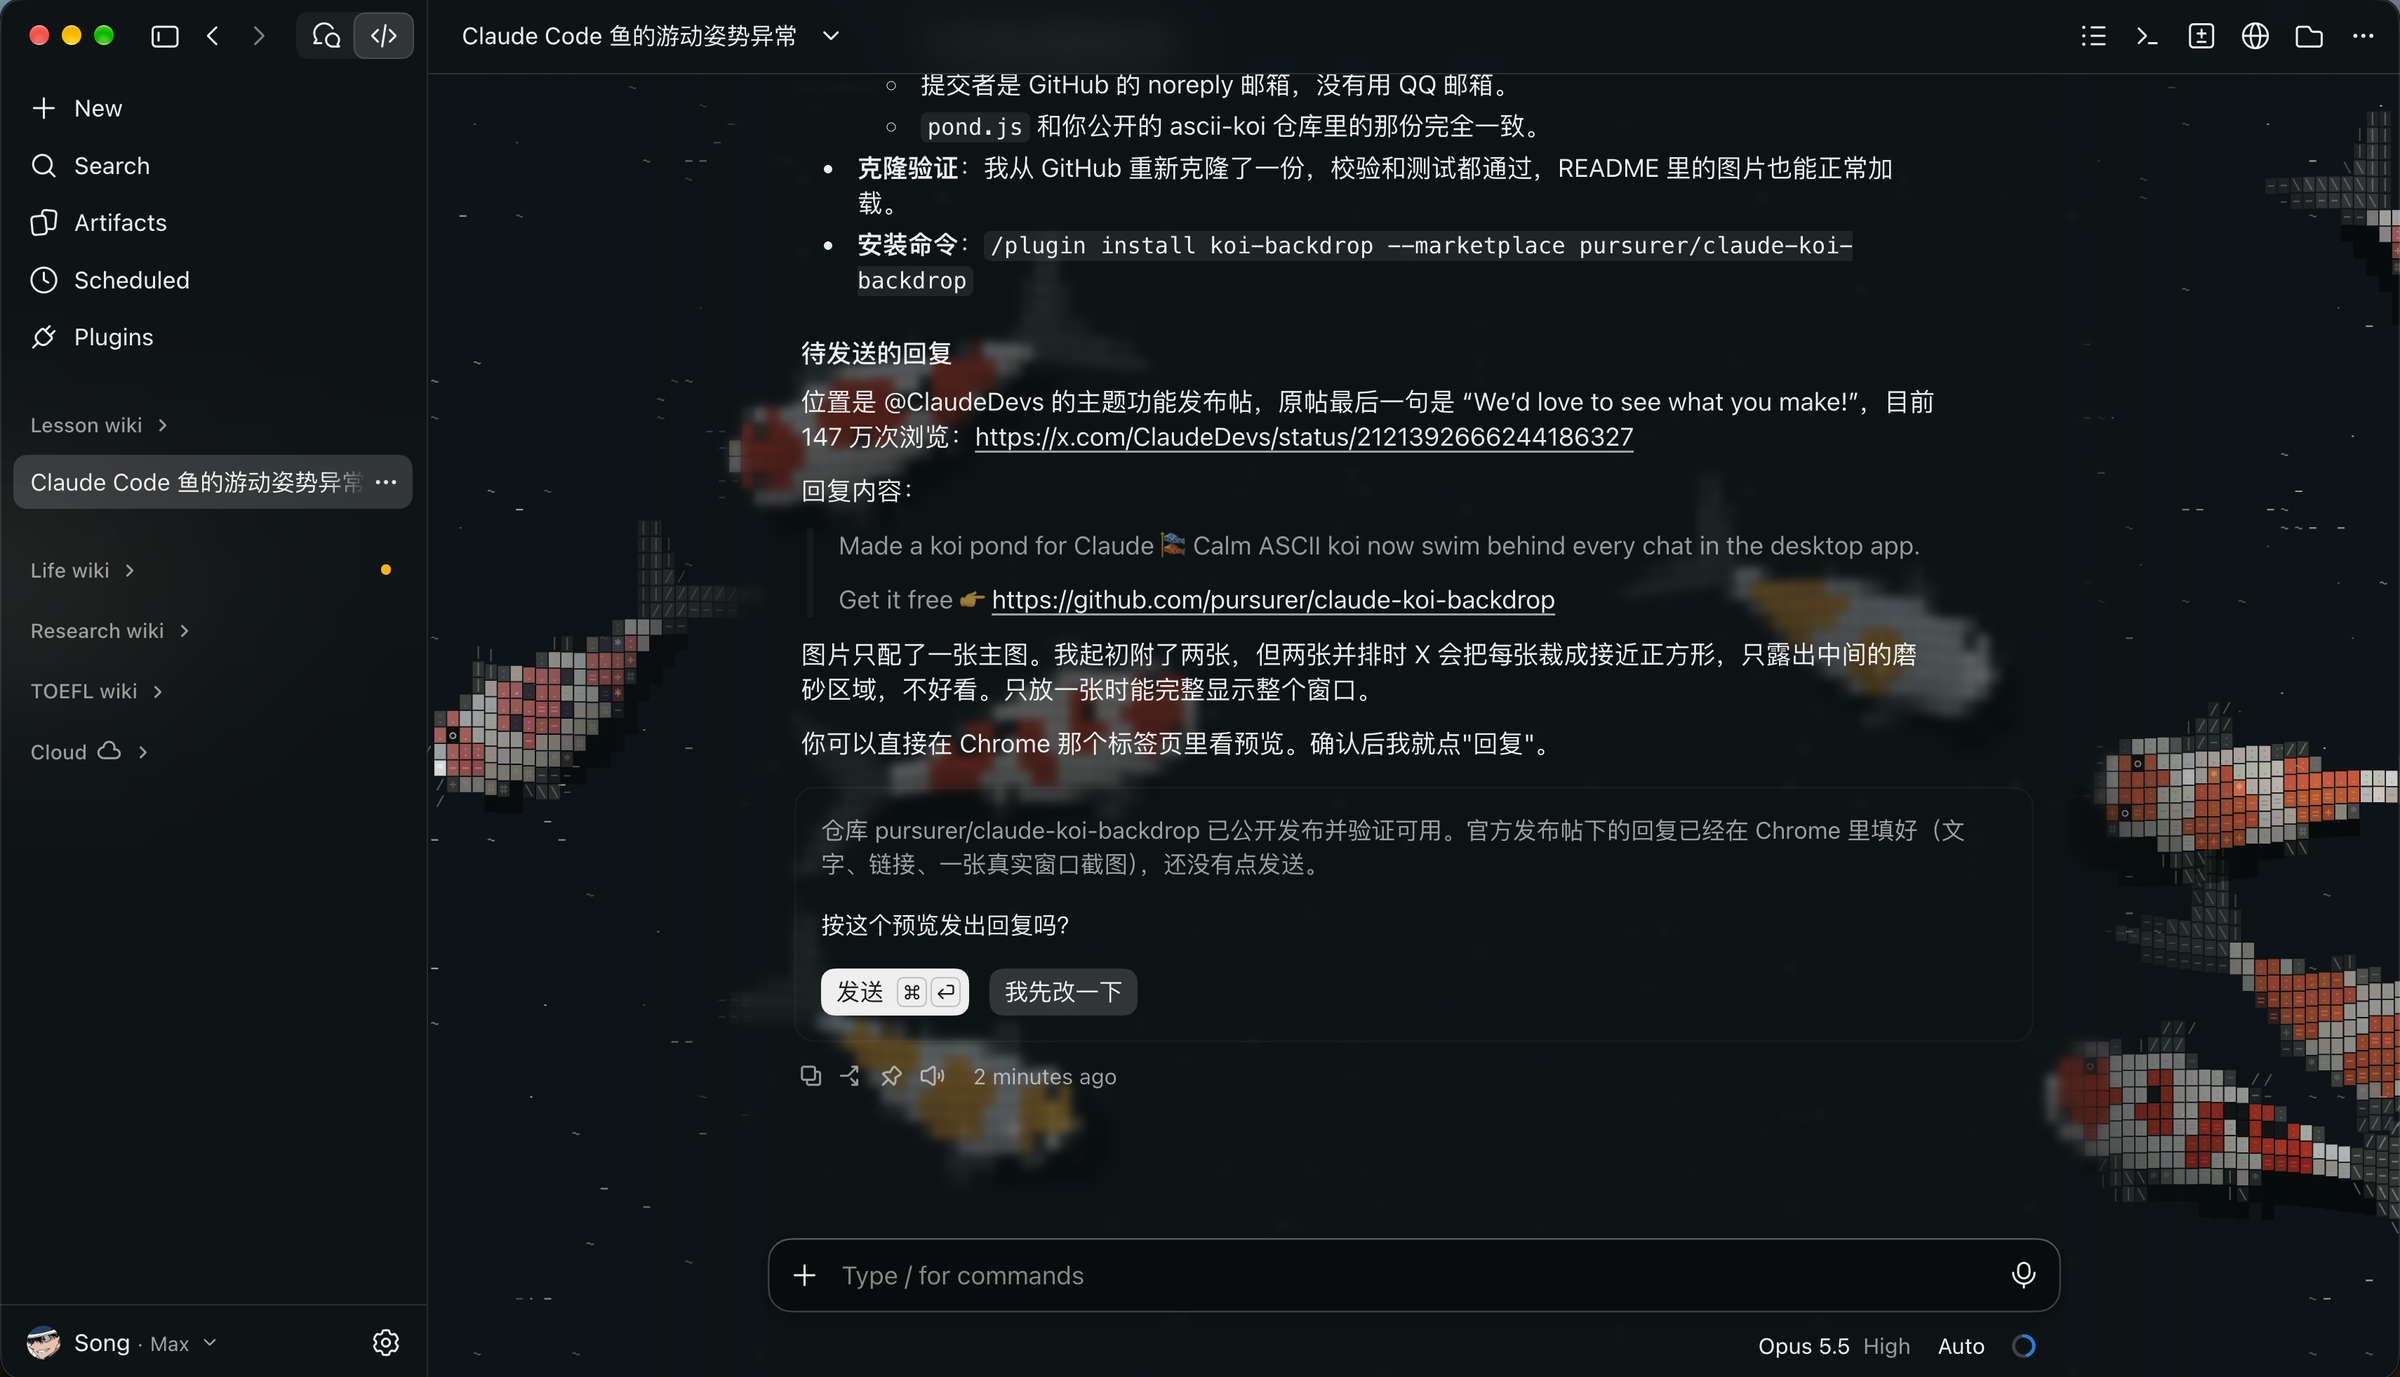 Claude Code 鱼的游动姿势异常
New
Search
Artifacts
Scheduled
Plugins
Lesson wiki
Claude Code 鱼的游动姿势异常
Life wiki
Research wiki
TOEFL wiki
Cloud
Song · Max
提交者是 GitHub 的 noreply 邮箱，没有用 QQ 邮箱。
pond.js 和你公开的 ascii-koi 仓库里的那份完全一致。
克隆验证：我从 GitHub 重新克隆了一份，校验和测试都通过，README 里的图片也能正常加
载。
安装命令：/plugin install koi-backdrop --marketplace pursurer/claude-koi-
backdrop
待发送的回复
位置是 @ClaudeDevs 的主题功能发布帖，原帖最后一句是 “We’d love to see what you make!”，目前
147 万次浏览：https://x.com/ClaudeDevs/status/2121392666244186327
回复内容：
Made a koi pond for Claude 🎏 Calm ASCII koi now swim behind every chat in the desktop app.
Get it free 👉 https://github.com/pursurer/claude-koi-backdrop
图片只配了一张主图。我起初附了两张，但两张并排时 X 会把每张裁成接近正方形，只露出中间的磨
砂区域，不好看。只放一张时能完整显示整个窗口。
你可以直接在 Chrome 那个标签页里看预览。确认后我就点"回复"。
仓库 pursurer/claude-koi-backdrop 已公开发布并验证可用。官方发布帖下的回复已经在 Chrome 里填好（文
字、链接、一张真实窗口截图），还没有点发送。
按这个预览发出回复吗？
发送 ⌘ ↩ 我先改一下
2 minutes ago
Type / for commands
Opus 5.5 High Auto